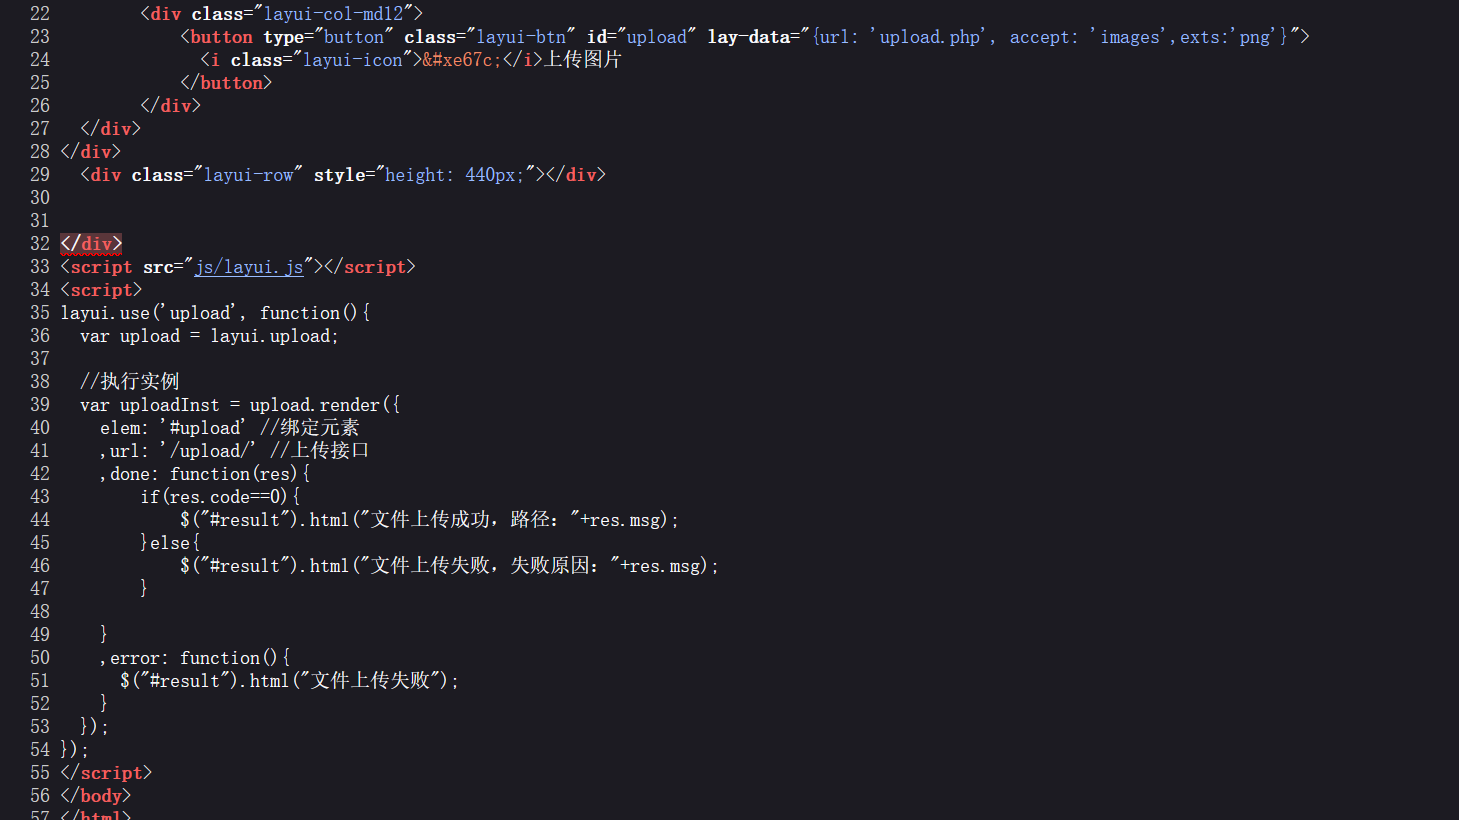 22         <div class="layui-col-md12">
23             <button type="button" class="layui-btn" id="upload" lay-data="{url: 'upload.php', accept: 'images',exts:'png'}">
24               <i class="layui-icon">&#xe67c;</i>上传图片
25             </button>
26         </div>
27   </div>
28 </div>
29   <div class="layui-row" style="height: 440px;"></div>
30
31
32 </div>
33 <script src="js/layui.js"></script>
34 <script>
35 layui.use('upload', function(){
36   var upload = layui.upload;
37
38   //执行实例
39   var uploadInst = upload.render({
40     elem: '#upload' //绑定元素
41     ,url: '/upload/' //上传接口
42     ,done: function(res){
43         if(res.code==0){
44             $("#result").html("文件上传成功，路径："+res.msg);
45         }else{
46             $("#result").html("文件上传失败，失败原因："+res.msg);
47         }
48
49     }
50     ,error: function(){
51       $("#result").html("文件上传失败");
52     }
53   });
54 });
55 </script>
56 </body>
57 </html>